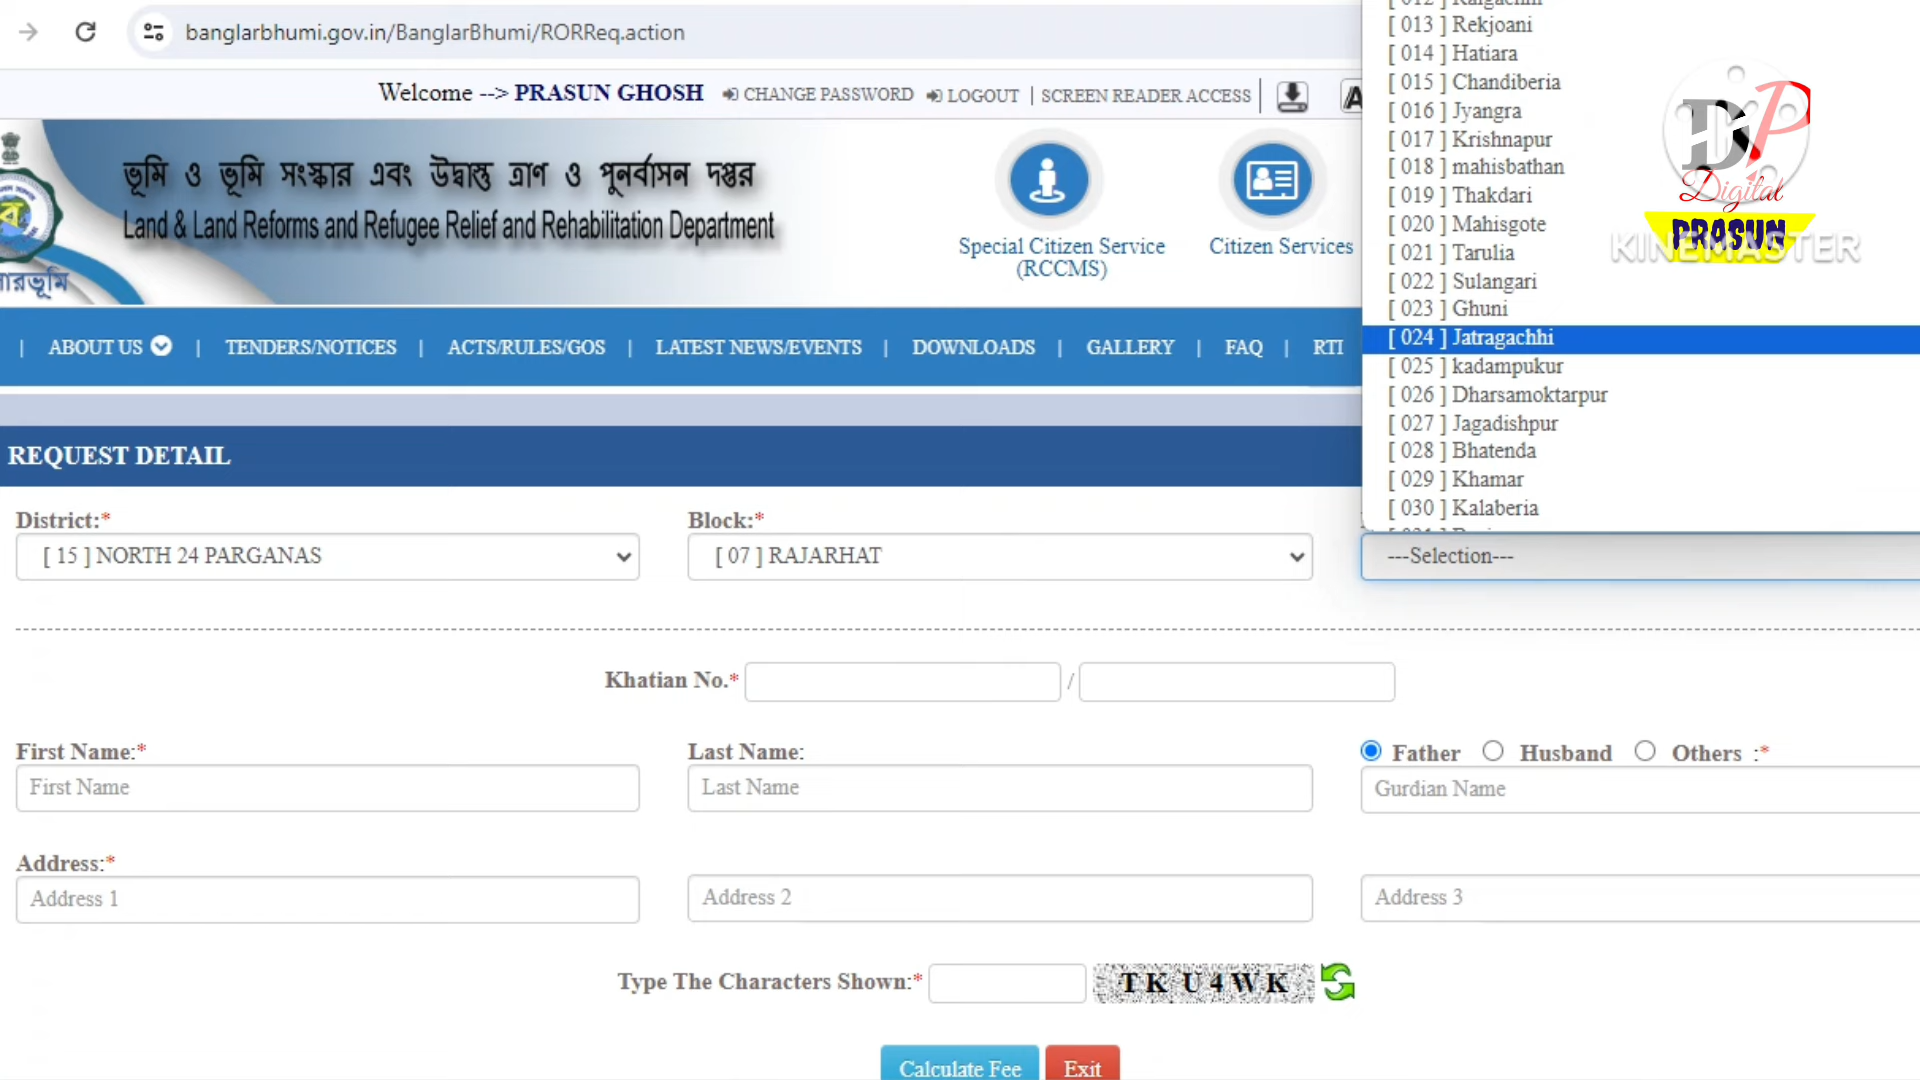 banglarbhumi.gov.in/BanglarBhumi/RORReq.action
Welcome --> PRASUN GHOSH CHANGE PASSWORD LOGOUT | SCREEN READER ACCESS | A
ভূমি ও ভূমি সংস্কার এবং উদ্বাস্তু ত্রাণ ও পুনর্বাসন দপ্তর
Land & Land Reforms and Refugee Relief and Rehabilitation Department
Special Citizen Service
(RCCMS)
Citizen Services
| ABOUT US | TENDERS/NOTICES | ACTS/RULES/GOS | LATEST NEWS/EVENTS | DOWNLOADS | GALLERY | FAQ | RTI
[ 013 ] Rekjoani
[ 014 ] Hatiara
[ 015 ] Chandiberia
[ 016 ] Jyangra
[ 017 ] Krishnapur
[ 018 ] mahisbathan
[ 019 ] Thakdari
[ 020 ] Mahisgote
[ 021 ] Tarulia
[ 022 ] Sulangari
[ 023 ] Ghuni
[ 024 ] Jatragachhi
[ 025 ] kadampukur
[ 026 ] Dharsamoktarpur
[ 027 ] Jagadishpur
[ 028 ] Bhatenda
[ 029 ] Khamar
[ 030 ] Kalaberia
DP
Digital
PRASUN
KINEMASTER
REQUEST DETAIL
District:*
[ 15 ] NORTH 24 PARGANAS
Block:*
[ 07 ] RAJARHAT
---Selection---
Khatian No.* /
First Name:*
First Name
Last Name:
Last Name
Father Husband Others :*
Gurdian Name
Address:*
Address 1
Address 2
Address 3
Type The Characters Shown:* TKU4WK
Calculate Fee
Exit